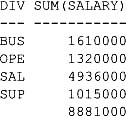 DIV SUM(SALARY)
--- -----------
BUS     1610000
OPE     1320000
SAL     4936000
SUP     1015000
        8881000